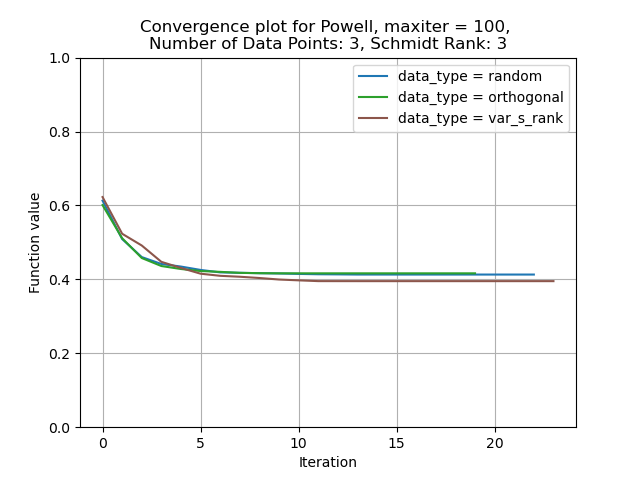 Convergence plot for Powell, maxiter = 100,
Number of Data Points: 3, Schmidt Rank: 3
data_type = random
data_type = orthogonal
data_type = var_s_rank
1.0
0.8
0.6
0.4
0.2
0.0
Function value
0 5 10 15 20
Iteration